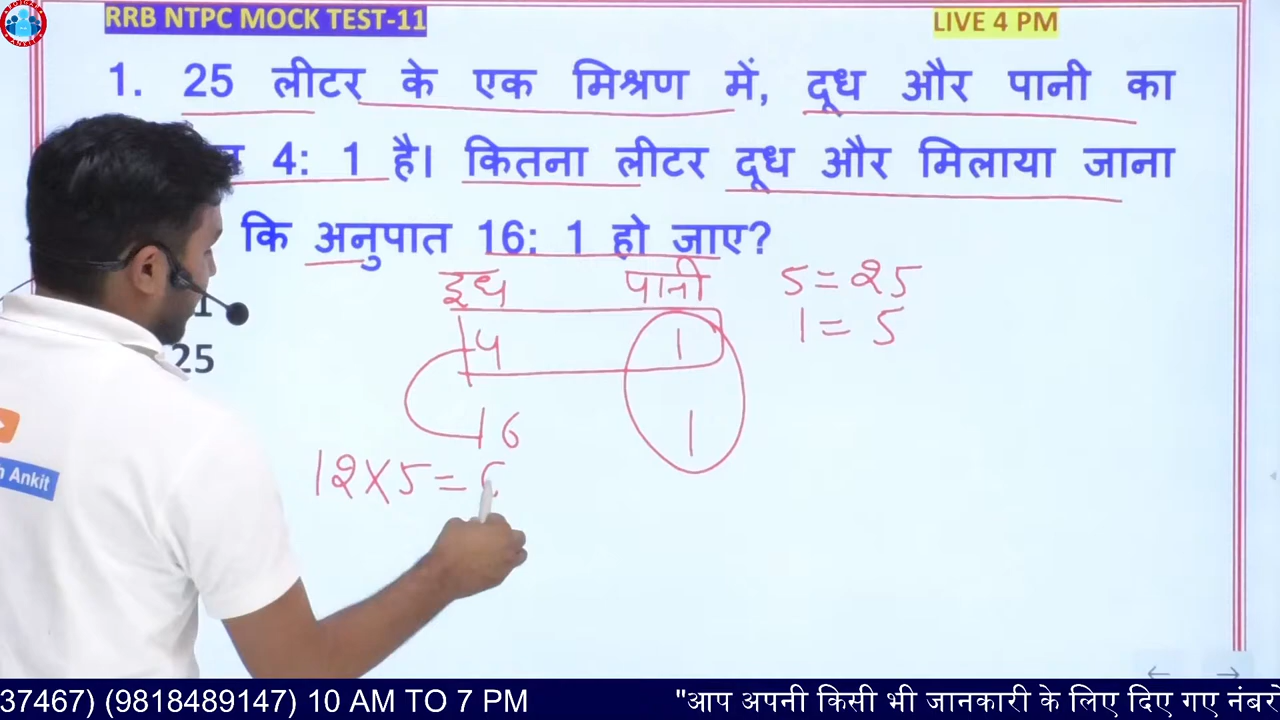 RRB NTPC MOCK TEST-11
LIVE 4 PM
1. 25 लीटर के एक मिश्रण में, दूध और पानी का
4: 1 है। कितना लीटर दूध और मिलाया जाना
कि अनुपात 16: 1 हो जाए?
दूध पानी 5=25
4 1 1=5
16 1
25
12×5=6
Ankit
37467) (9818489147) 10 AM TO 7 PM "आप अपनी किसी भी जानकारी के लिए दिए गए नंबरों